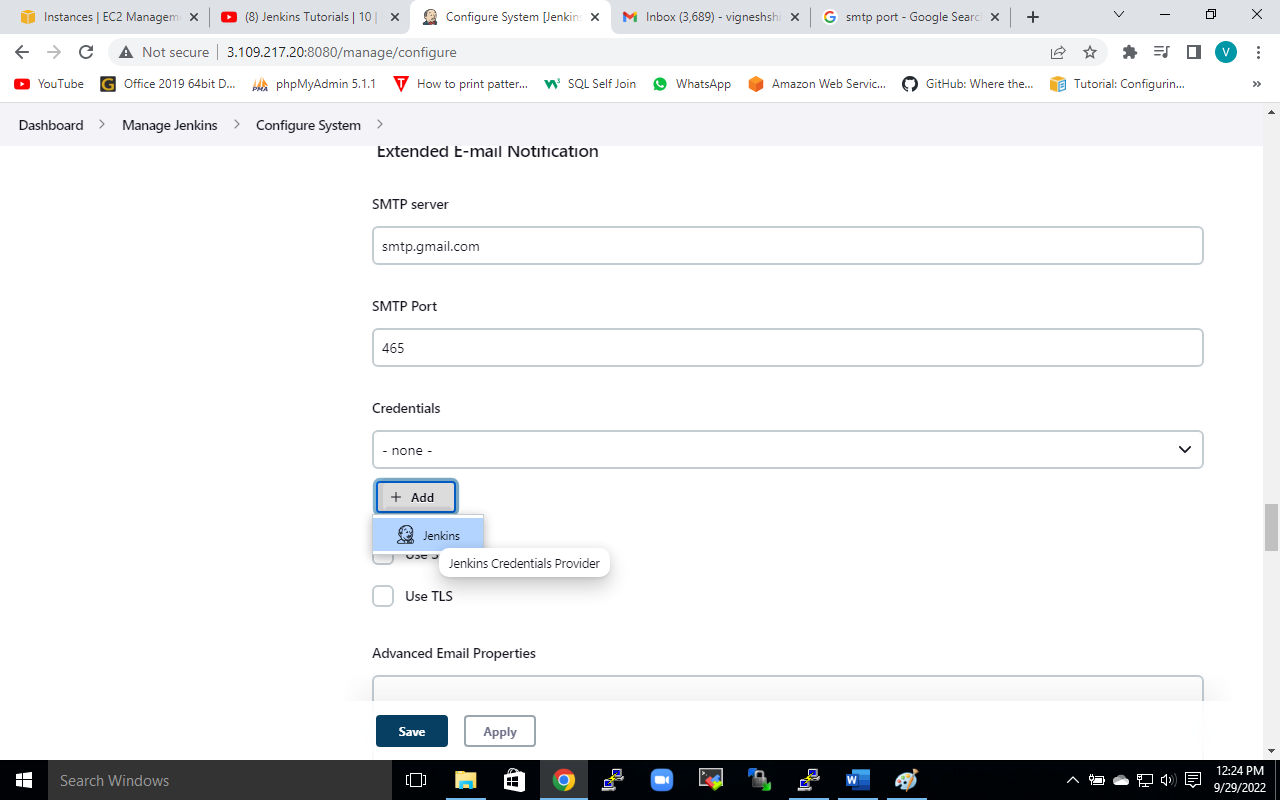 Instances | EC2 Managem
(8) Jenkins Tutorials | 10 |
Configure System [Jenkin
Inbox (3,689) - vigneshshi
smtp port - Google Searc
Not secure
3.109.217.20:8080/manage/configure
V
YouTube
Office 2019 64bit D...
phpMyAdmin 5.1.1
How to print patter...
SQL Self Join
WhatsApp
Amazon Web Servic...
GitHub: Where the...
Tutorial: Configurin...
»
Dashboard
Manage Jenkins
Configure System
Extended E-mail Notification
SMTP server
smtp.gmail.com
SMTP Port
465
Credentials
- none -
+ Add
Jenkins
Use S
Jenkins Credentials Provider
Use TLS
Advanced Email Properties
Save
Apply
Search Windows
12:24 PM
9/29/2022